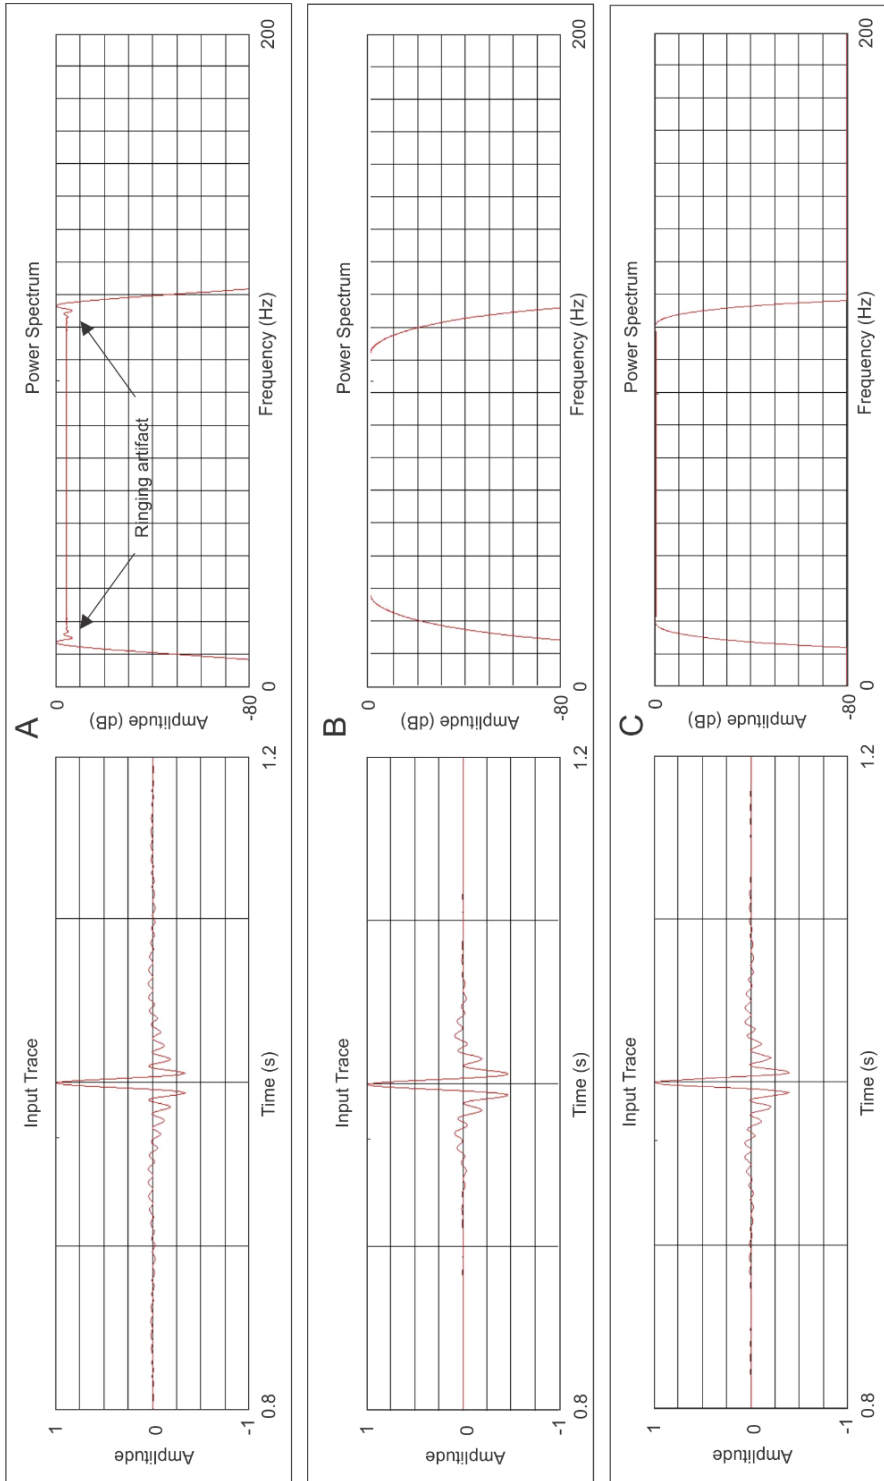 A
Input Trace
1
0
-1
Amplitude
0.8
Time (s)
1.2
Power Spectrum
0
-80
Amplitude (dB)
Ringing artifact
0
Frequency (Hz)
200
B
Input Trace
1
0
-1
Amplitude
0.8
Time (s)
1.2
Power Spectrum
0
-80
Amplitude (dB)
0
Frequency (Hz)
200
C
Input Trace
1
0
-1
Amplitude
0.8
Time (s)
1.2
Power Spectrum
0
-80
Amplitude (dB)
0
Frequency (Hz)
200